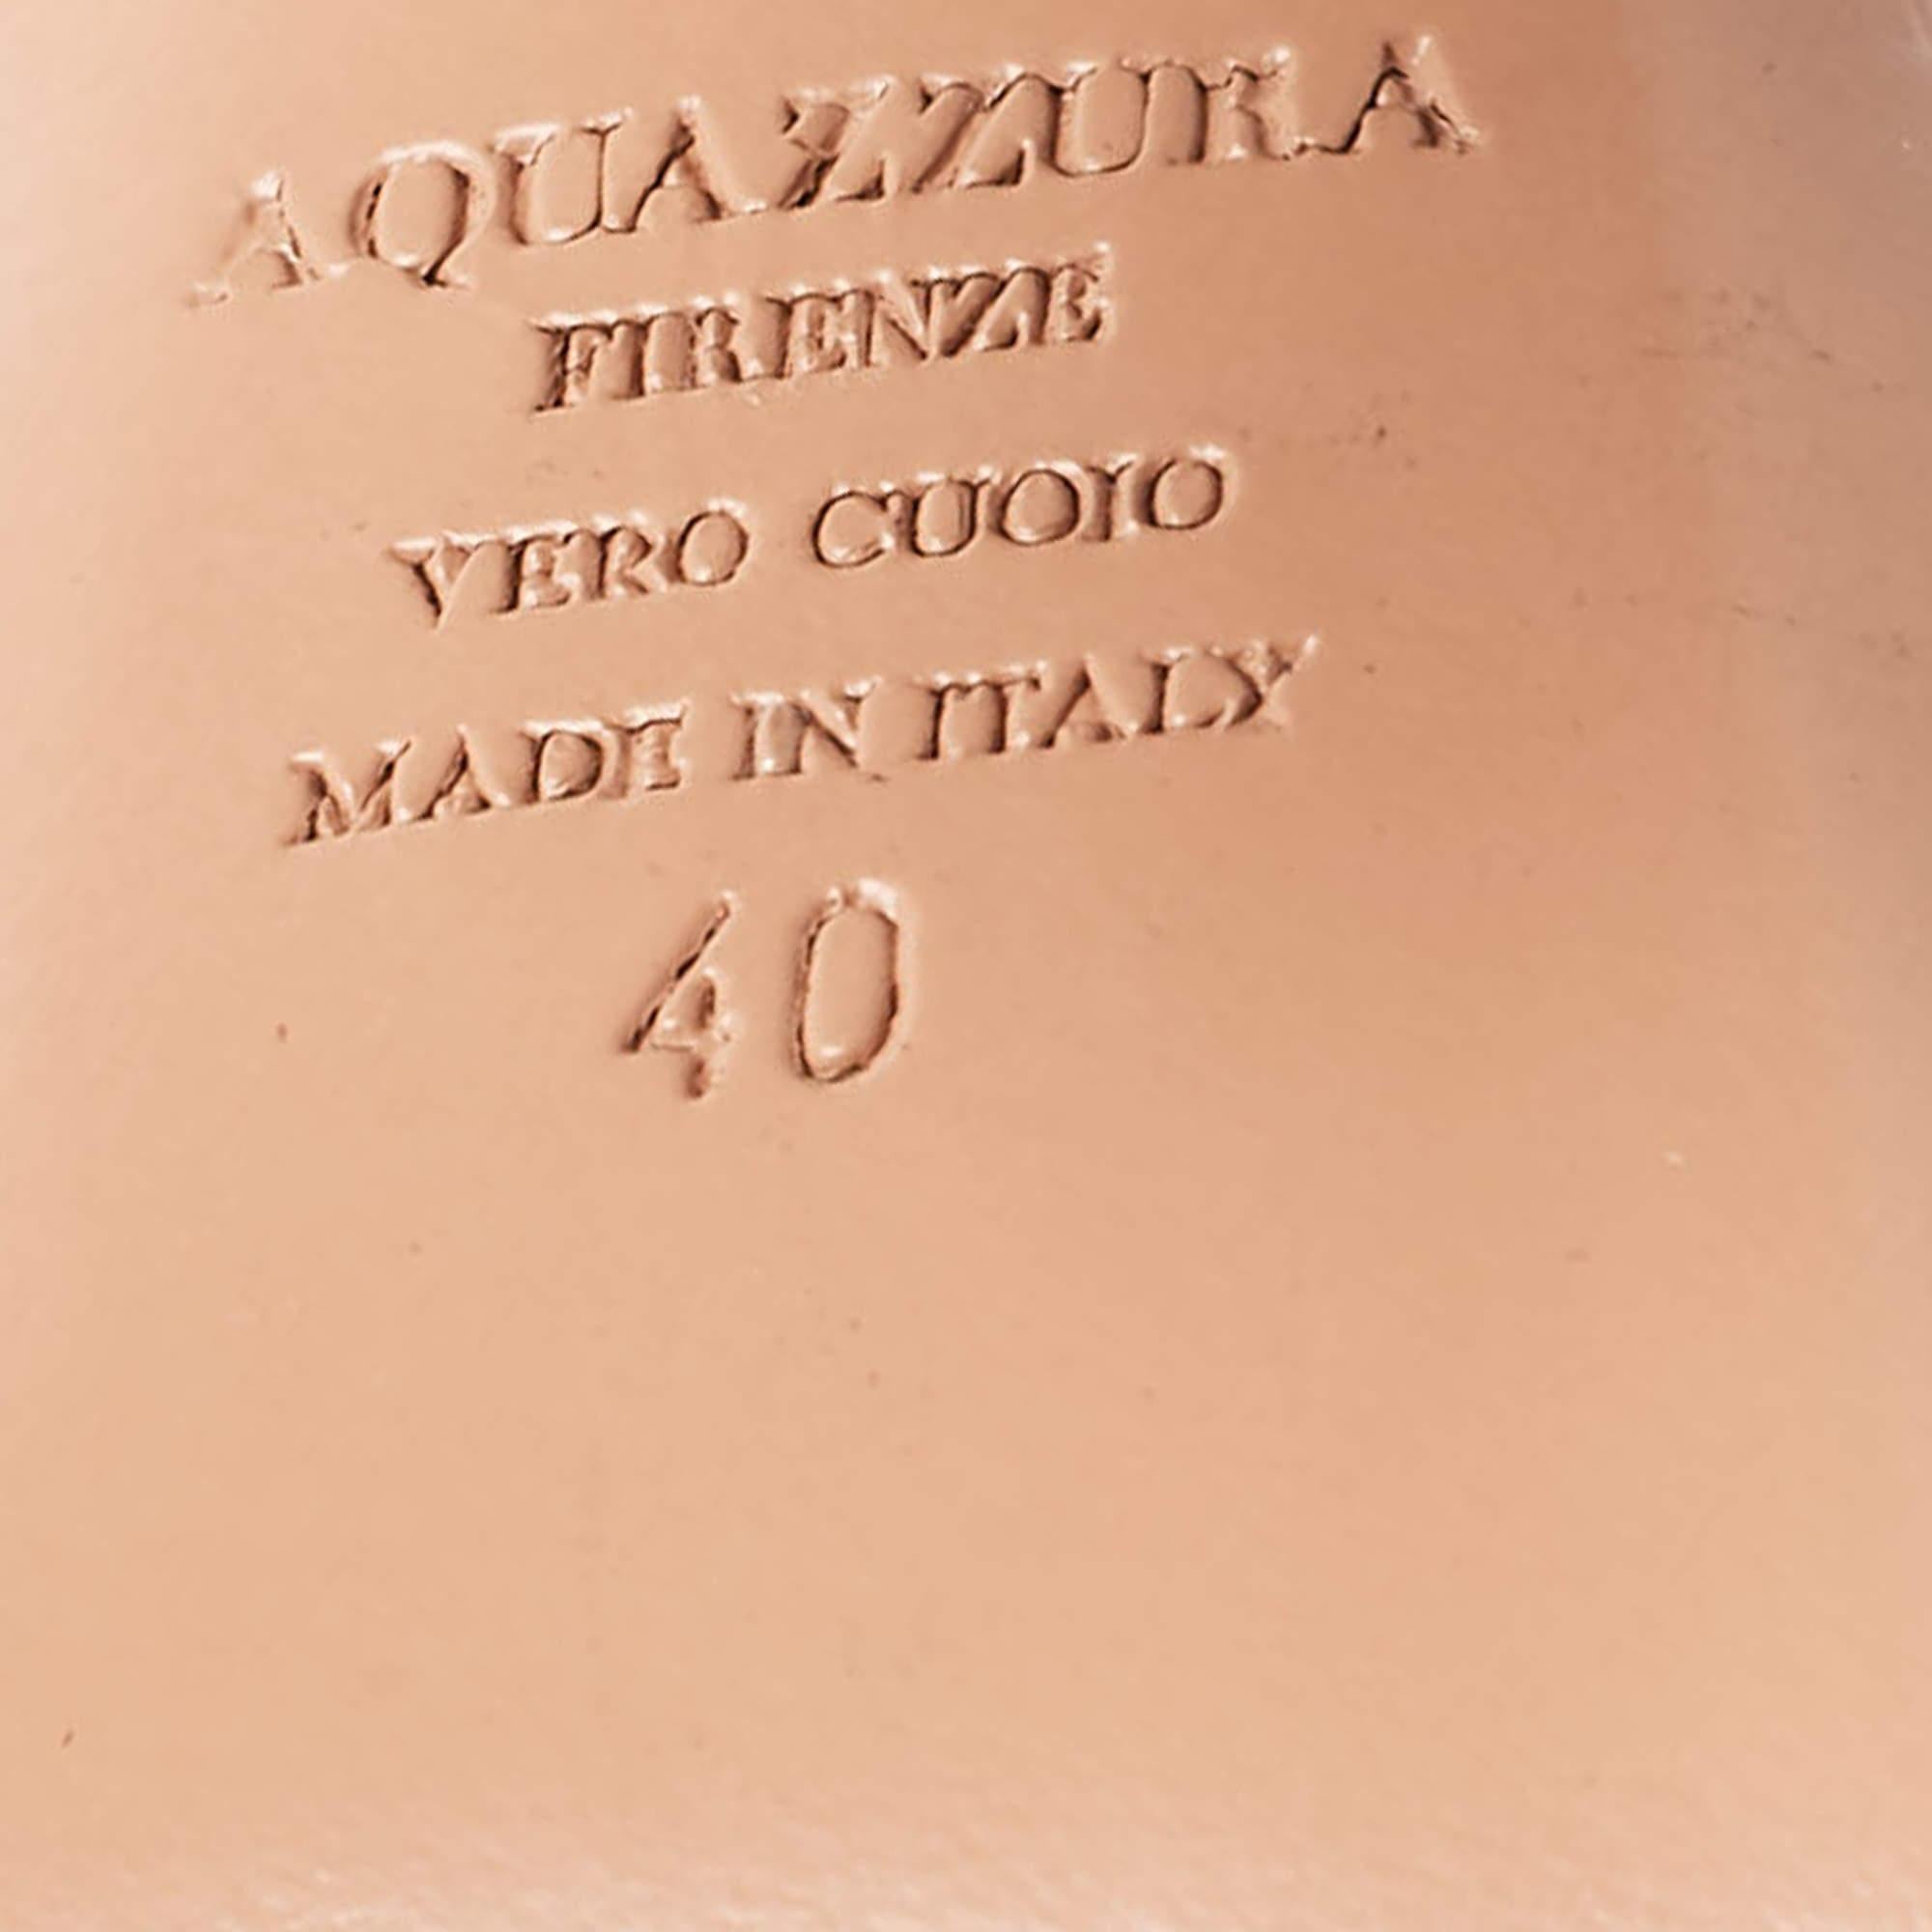 AQUAZZURA
FIRENZE
VERO CUOIO
MADE IN ITALY
40